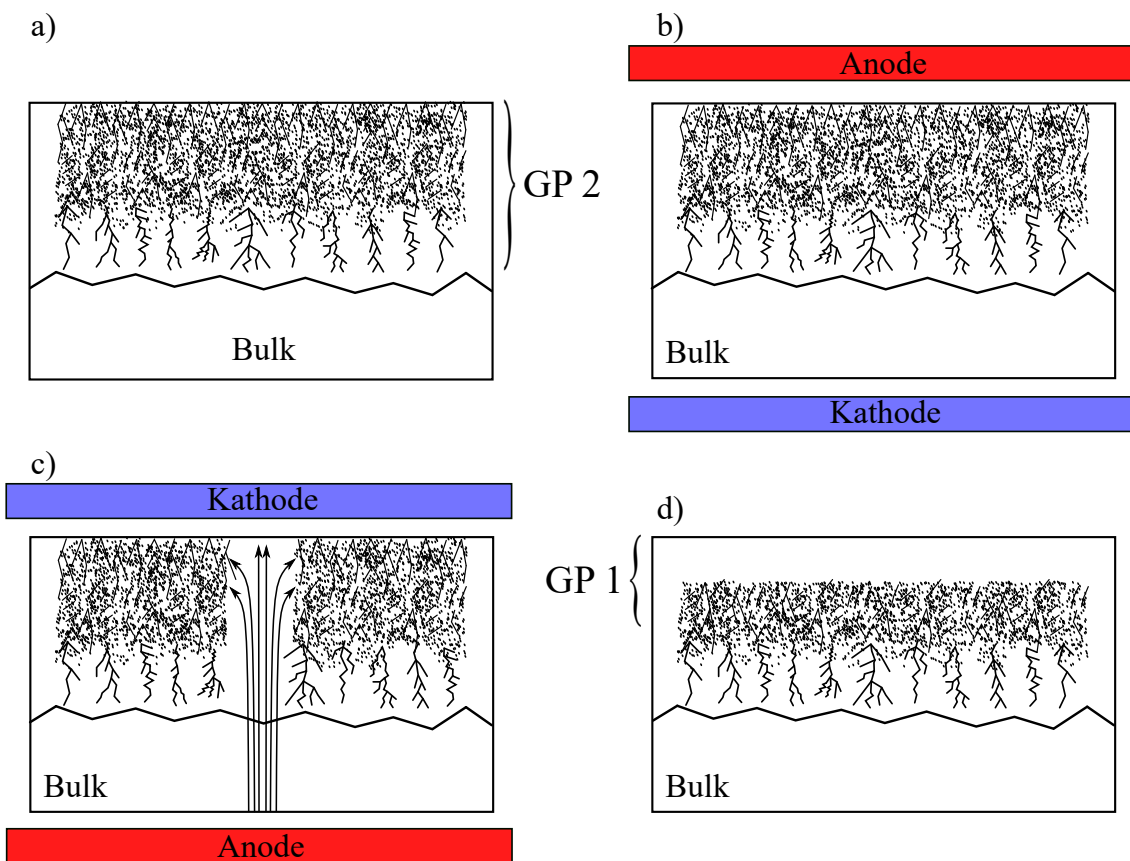 a)
GP 2
Bulk
b)
Anode
Bulk
Kathode
c)
Kathode
Bulk
Anode
d)
GP 1
Bulk